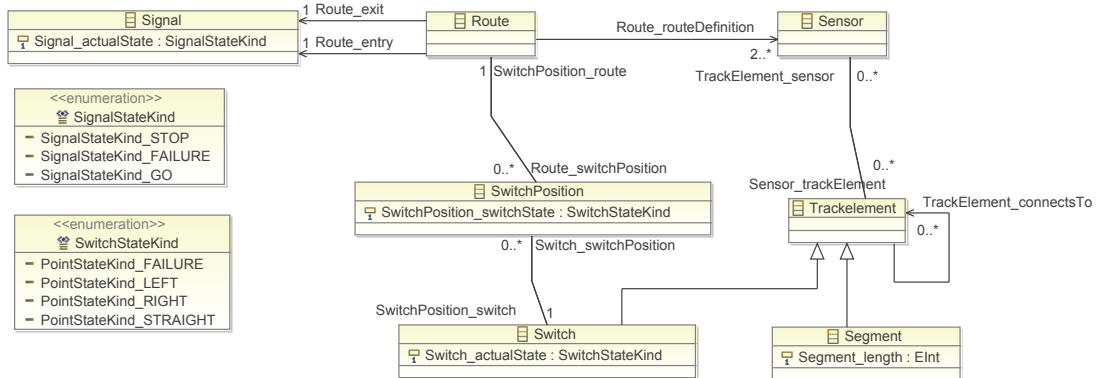 Signal
Signal_actualState : SignalStateKind
1 Route_exit
1 Route_entry
Route
Route_routeDefinition
2..*
Sensor
TrackElement_sensor
0..*
1 SwitchPosition_route
<<enumeration>>
SignalStateKind
SignalStateKind_STOP
SignalStateKind_FAILURE
SignalStateKind_GO
0..* Route_switchPosition
0..*
Sensor_trackElement
SwitchPosition
SwitchPosition_switchState : SwitchStateKind
Trackelement
TrackElement_connectsTo
0..*
<<enumeration>>
SwitchStateKind
PointStateKind_FAILURE
PointStateKind_LEFT
PointStateKind_RIGHT
PointStateKind_STRAIGHT
0..* Switch_switchPosition
SwitchPosition_switch 1
Switch
Switch_actualState : SwitchStateKind
Segment
Segment_length : EInt